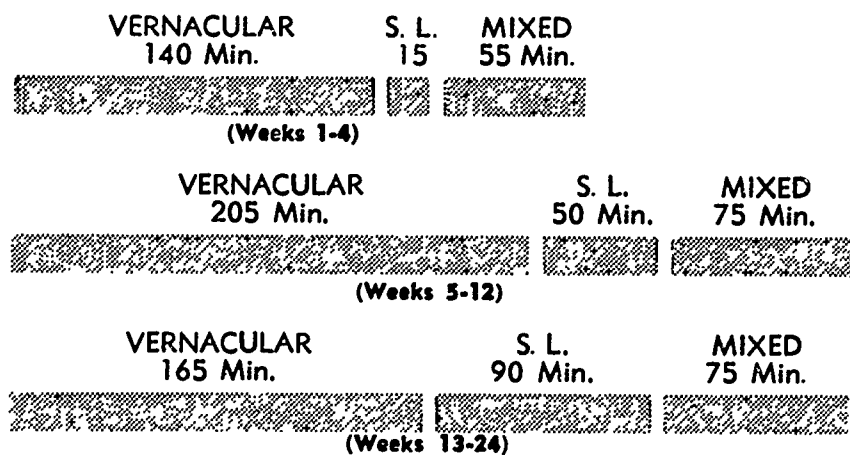 VERNACULAR S. L. MIXED
140 Min. 15 55 Min.
(Weeks 1-4)
VERNACULAR S. L. MIXED
205 Min. 50 Min. 75 Min.
(Weeks 5-12)
VERNACULAR S. L. MIXED
165 Min. 90 Min. 75 Min.
(Weeks 13-24)